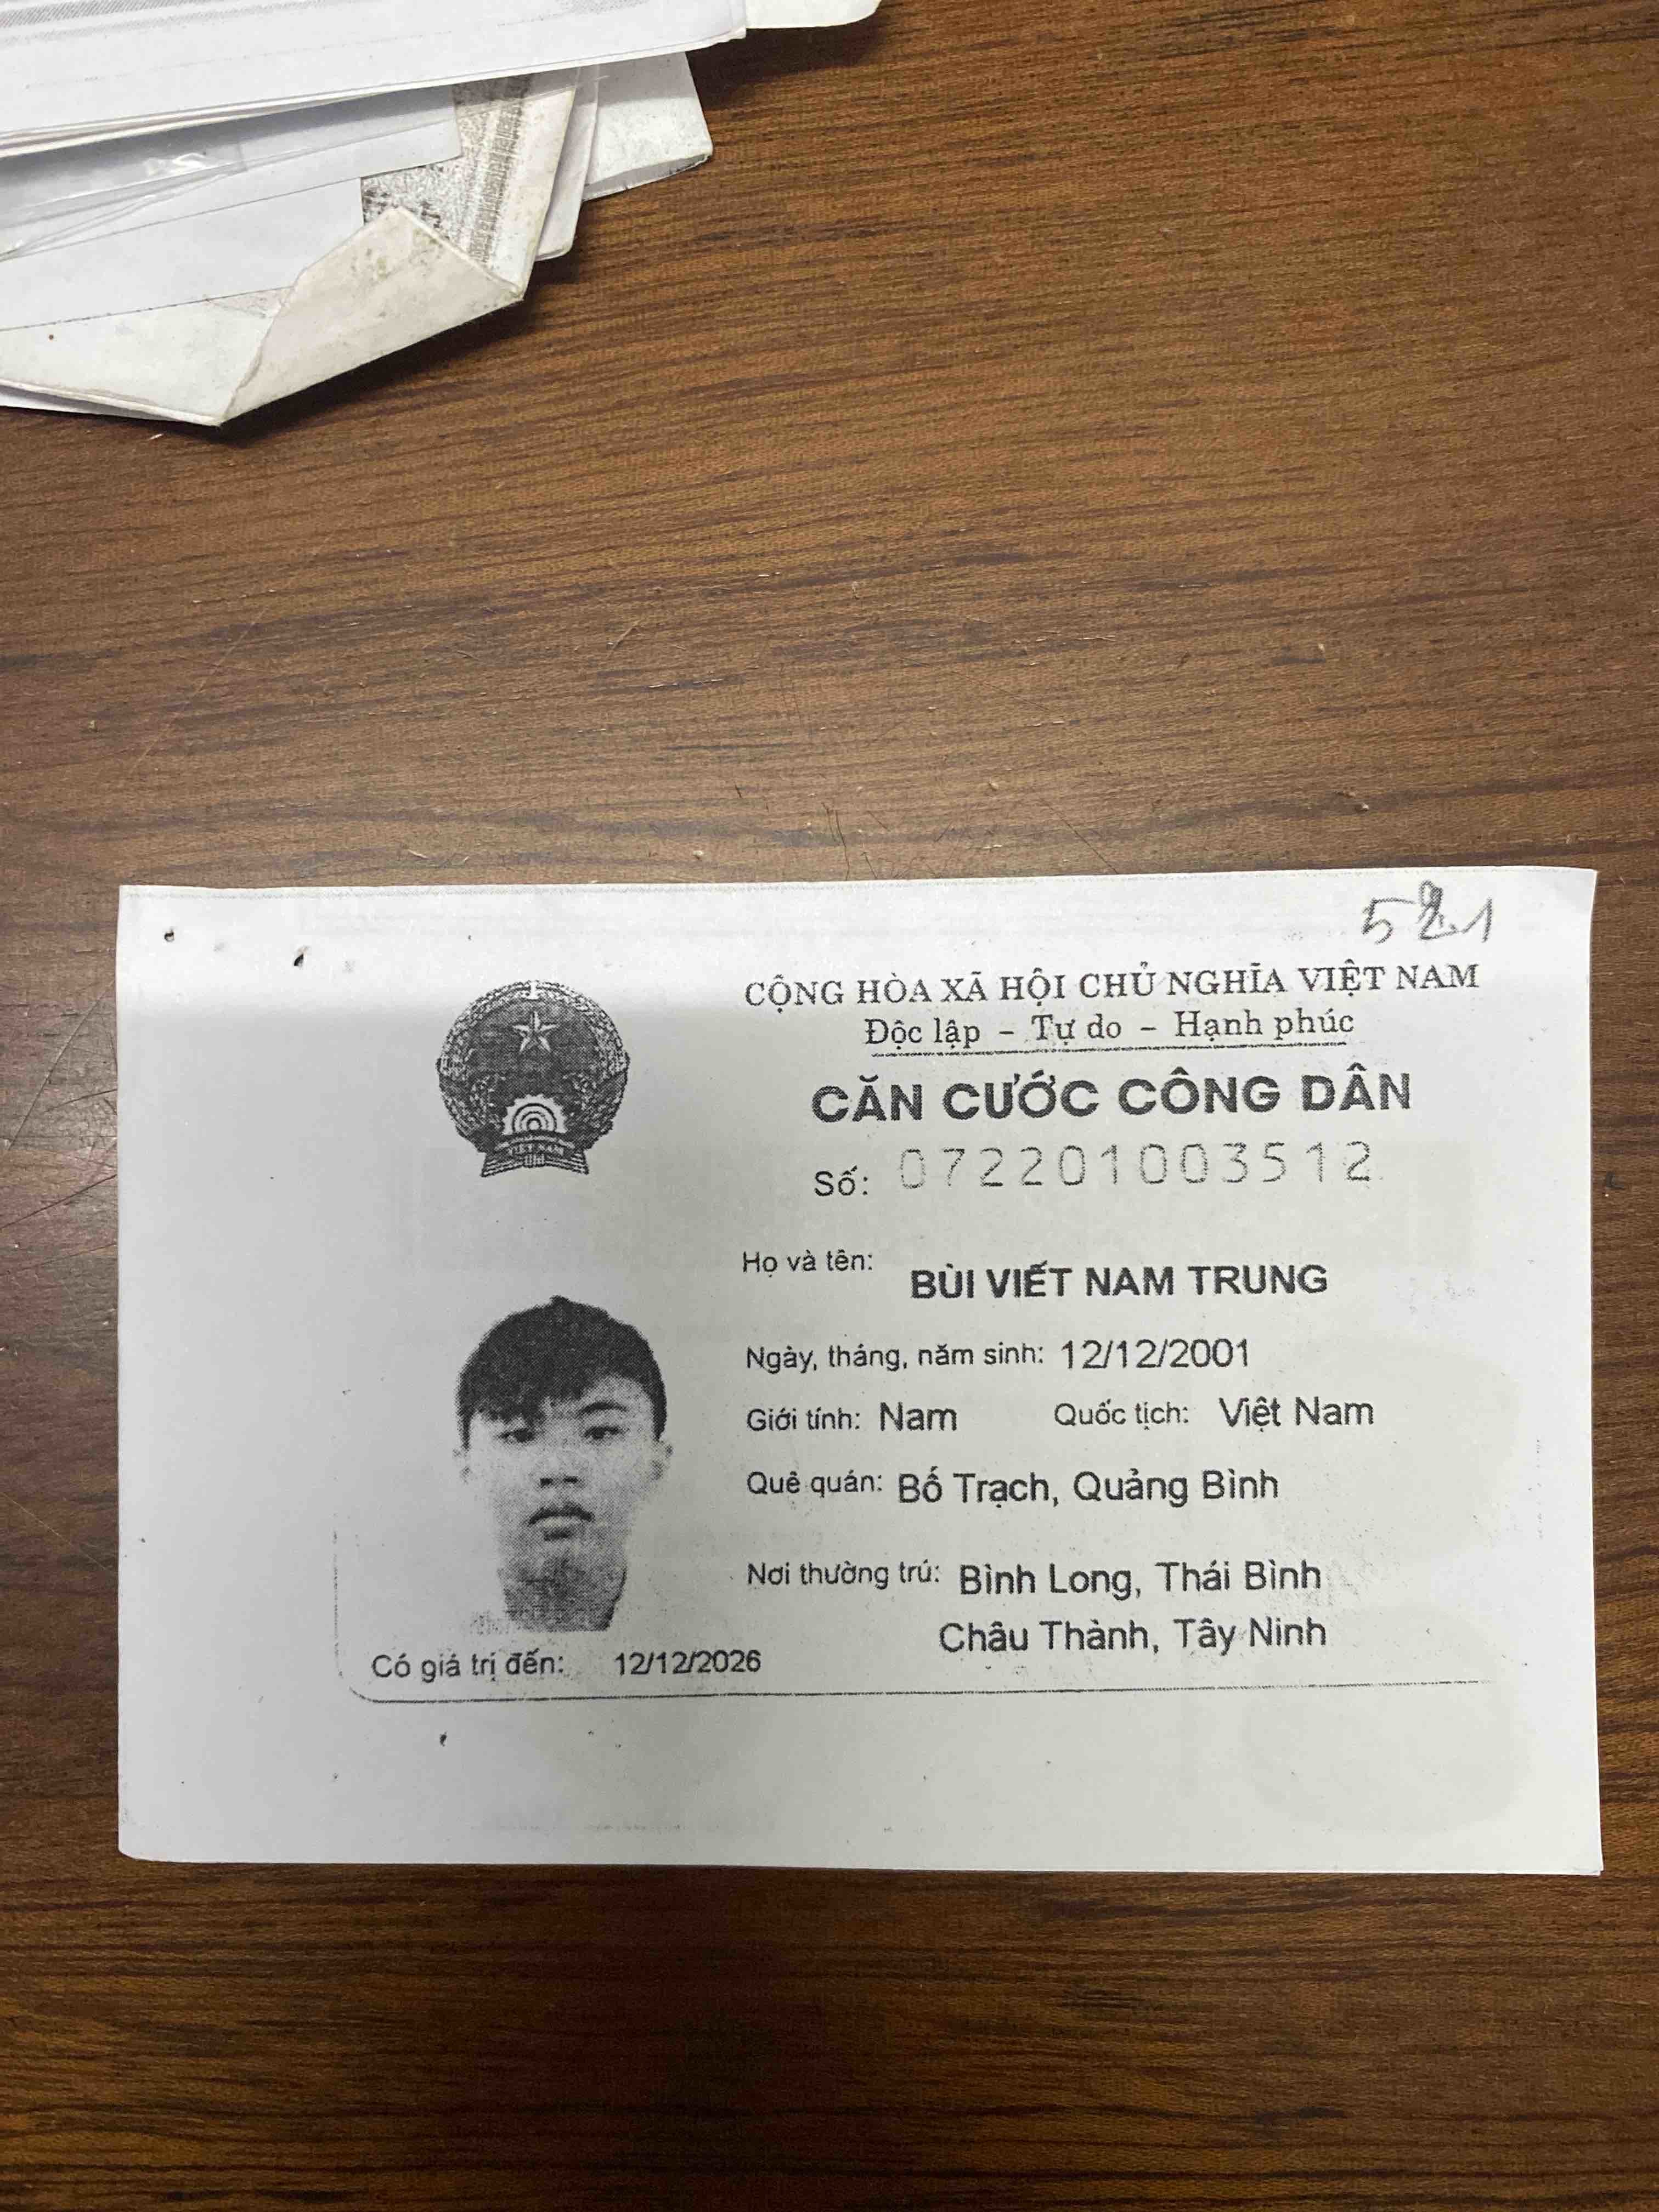 CỘNG HÒA XÃ HỘI CHỦ NGHĨA VIỆT NAM
Độc lập - Tự do - Hạnh phúc
CĂN CƯỚC CÔNG DÂN
Số: 072201003512
Họ và tên: BÙI VIẾT NAM TRUNG
Ngày, tháng, năm sinh: 12/12/2001
Giới tính: Nam Quốc tịch: Việt Nam
Quê quán: Bố Trạch, Quảng Bình
Nơi thường trú: Bình Long, Thái Bình
Châu Thành, Tây Ninh
Có giá trị đến: 12/12/2026
VIỆT NAM